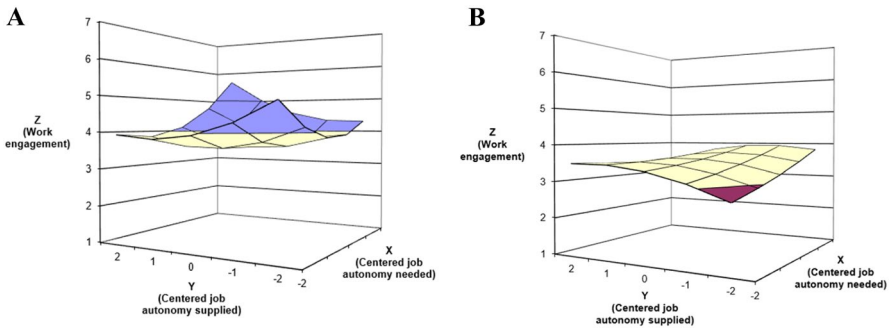 A
7
6
5
4
3
2
1
Z
(Work
engagement)
2
1
0
-1
-2
-2
Y
(Centered job
autonomy supplied)
X
(Centered job
autonomy needed)
B
7
6
5
4
3
2
1
Z
(Work
engagement)
2
1
0
-1
-2
-2
Y
(Centered job
autonomy supplied)
X
(Centered job
autonomy needed)